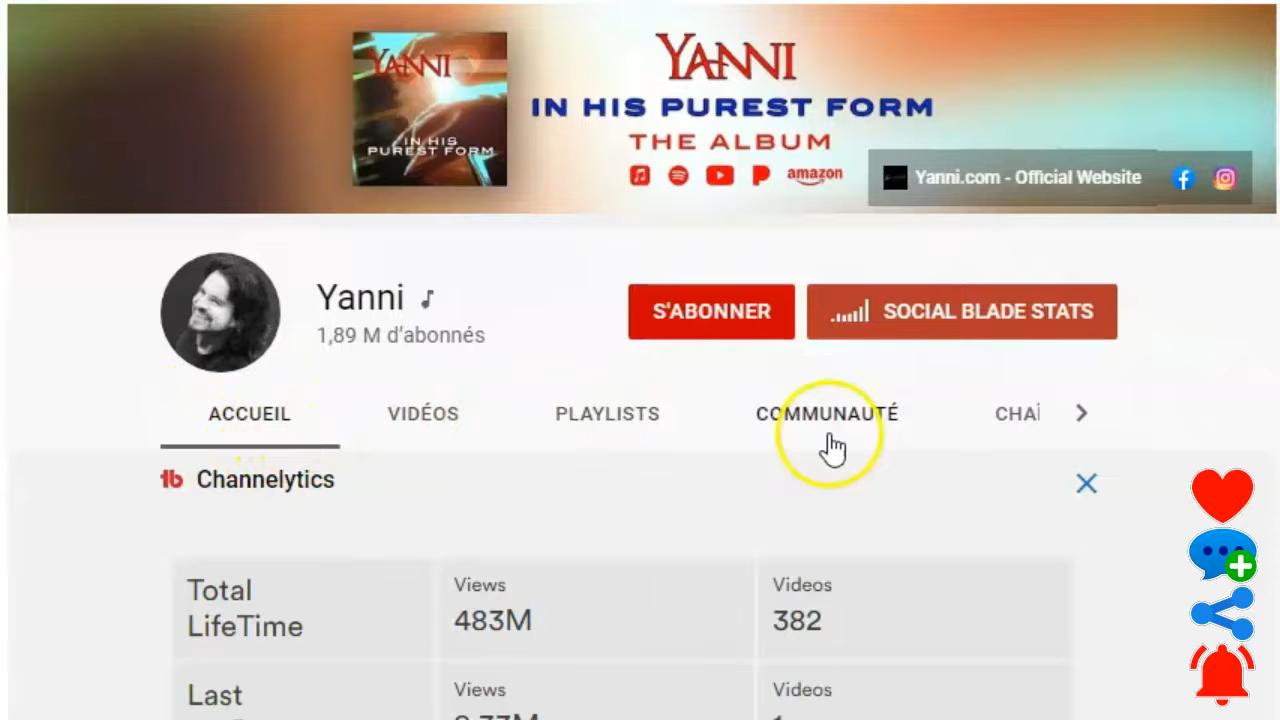 YANNI
IN HIS
PUREST FORM
YANNI
IN HIS PUREST FORM
THE ALBUM
amazon
Yanni.com - Official Website
Yanni
1,89 M d'abonnés
S'ABONNER
SOCIAL BLADE STATS
ACCUEIL VIDÉOS PLAYLISTS COMMUNAUTÉ CHAÎ
tb Channelytics
Total
LifeTime
Views
483M
Videos
382
Last
Views
Videos